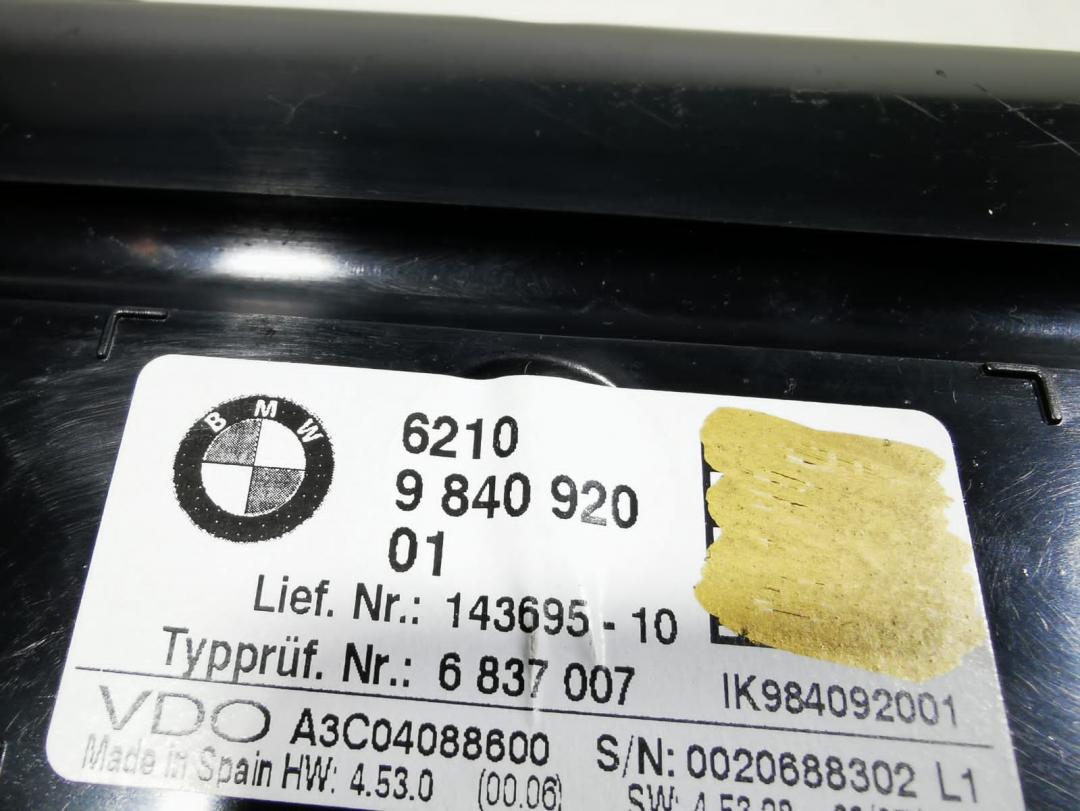 BMW
6210
9 840 920
01
Lief. Nr.: 143695 - 10
Typprüf. Nr.: 6 837 007
IK984092001
VDO A3C04088600 S/N: 0020688302 L1
Made in Spain HW: 4.53.0 (00.06)